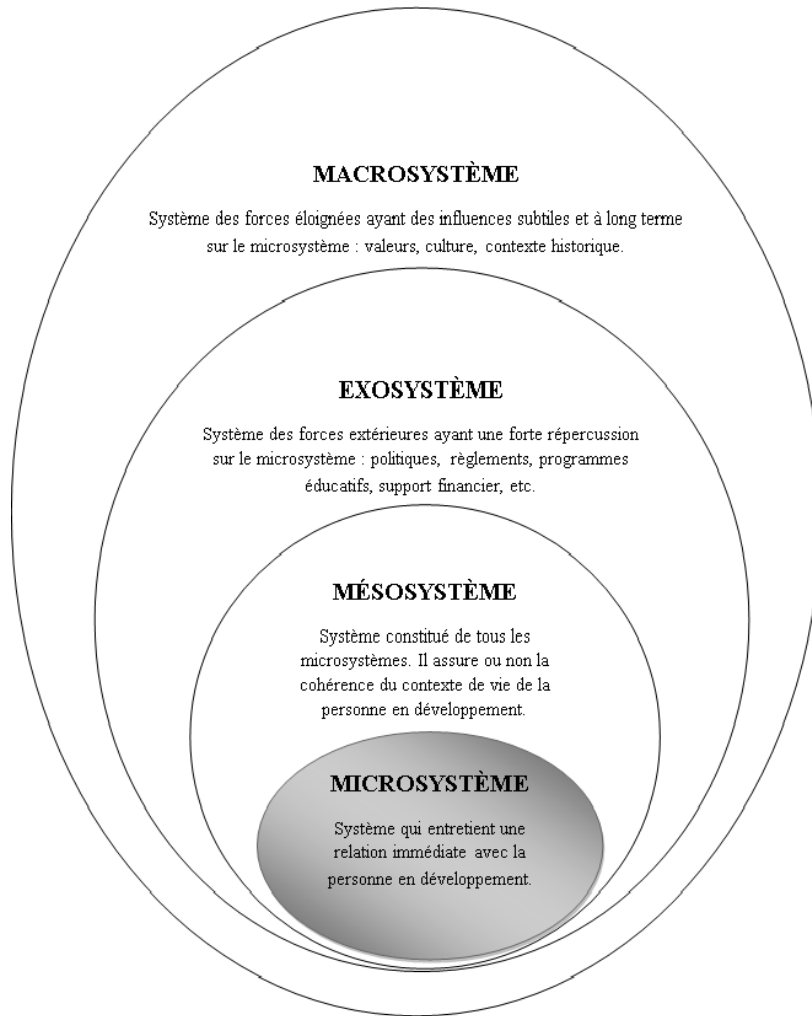 MACROSYSTÈME
Système des forces éloignées ayant des influences subtiles et à long terme
sur le microsystème : valeurs, culture, contexte historique.
EXOSYSTÈME
Système des forces extérieures ayant une forte répercussion
sur le microsystème : politiques, règlements, programmes
éducatifs, support financier, etc.
MÉSOSYSTÈME
Système constitué de tous les
microsystèmes. Il assure ou non la
cohérence du contexte de vie de la
personne en développement.
MICROSYSTÈME
Système qui entretient une
relation immédiate avec la
personne en développement.